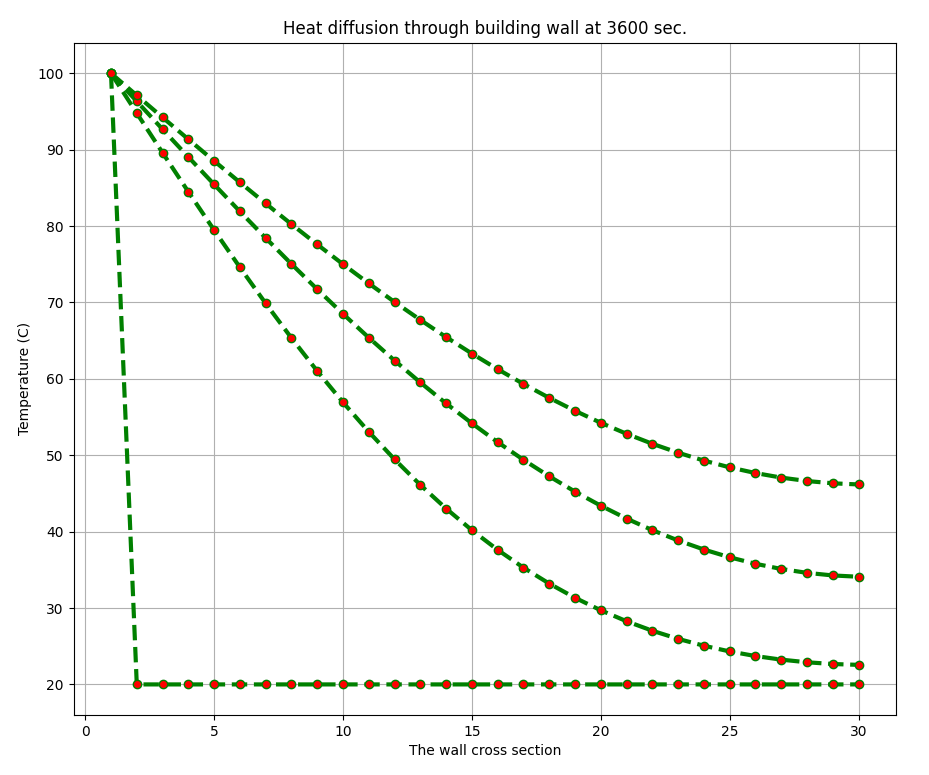 Heat diffusion through building wall at 3600 sec.
Temperature (C)
100
90
80
70
60
50
40
30
20
0 5 10 15 20 25 30
The wall cross section